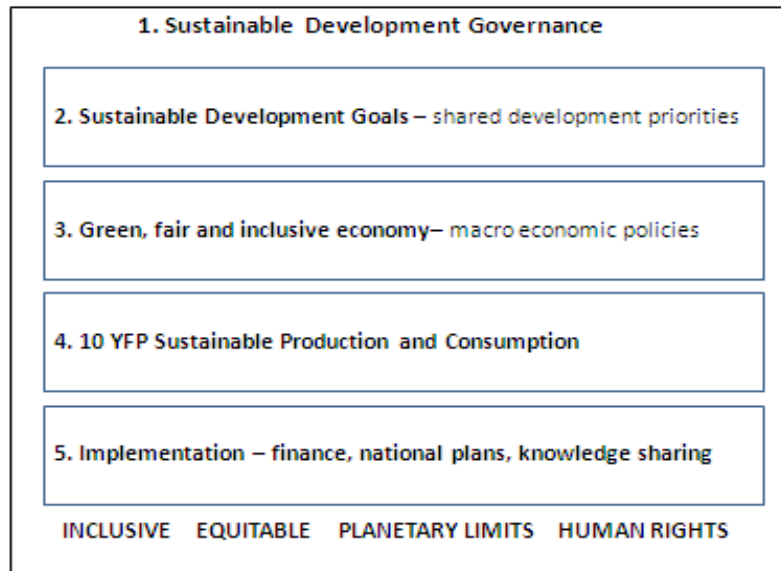 1. Sustainable Development Governance
2. Sustainable Development Goals – shared development priorities
3. Green, fair and inclusive economy– macro economic policies
4. 10 YFP Sustainable Production and Consumption
5. Implementation – finance, national plans, knowledge sharing
INCLUSIVE EQUITABLE PLANETARY LIMITS HUMAN RIGHTS